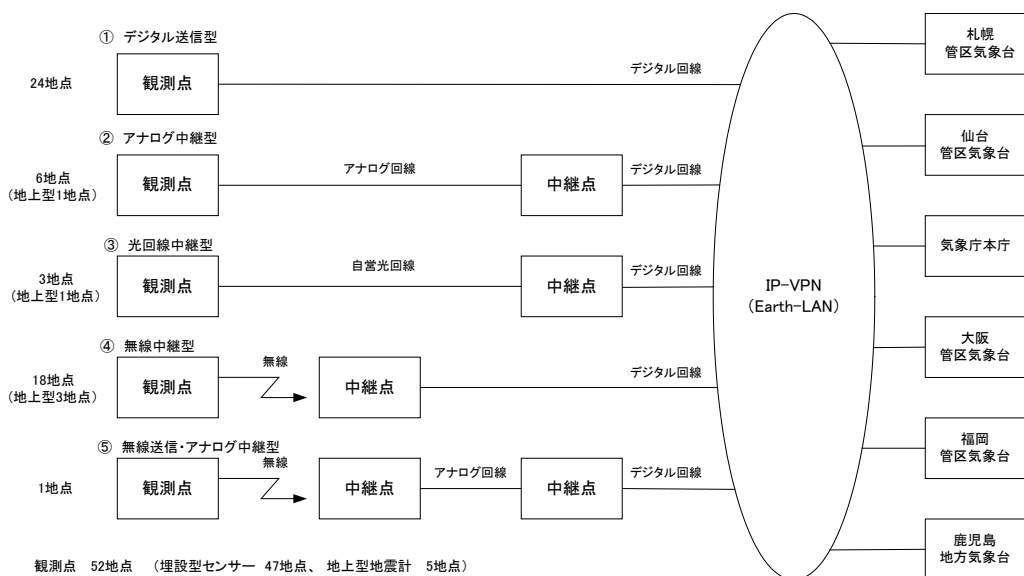 ① デジタル送信型
24地点
観測点
デジタル回線
② アナログ中継型
6地点
(地上型1地点)
観測点
アナログ回線
中継点
デジタル回線
③ 光回線中継型
3地点
(地上型1地点)
観測点
自営光回線
中継点
デジタル回線
④ 無線中継型
18地点
(地上型3地点)
観測点
無線
中継点
デジタル回線
⑤ 無線送信・アナログ中継型
1地点
観測点
無線
中継点
アナログ回線
中継点
デジタル回線
IP-VPN
(Earth-LAN)
札幌
管区気象台
仙台
管区気象台
気象庁本庁
大阪
管区気象台
福岡
管区気象台
鹿児島
地方気象台
観測点 52地点 (埋設型センサー 47地点、 地上型地震計 5地点)